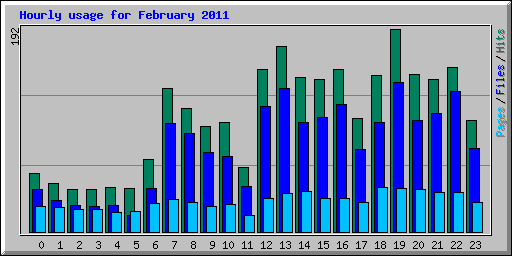 Hourly usage for February 2011
192
Pages / Files / Hits
0 1 2 3 4 5 6 7 8 9 10 11 12 13 14 15 16 17 18 19 20 21 22 23